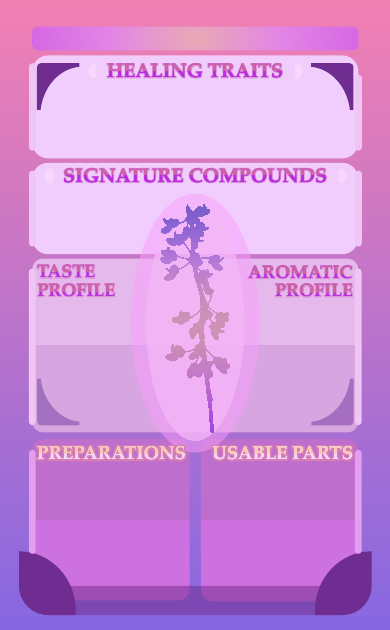 HEALING TRAITS
SIGNATURE COMPOUNDS
TASTE
PROFILE
AROMATIC
PROFILE
PREPARATIONS
USABLE PARTS